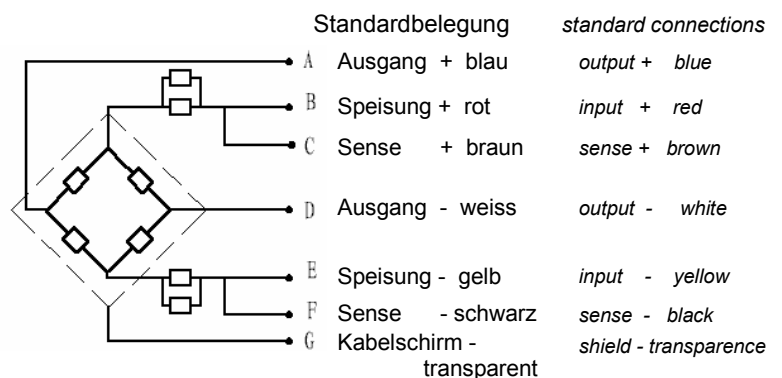 Standardbelegung standard connections
A Ausgang + blau output + blue
B Speisung + rot input + red
C Sense + braun sense + brown
D Ausgang - weiss output - white
E Speisung - gelb input - yellow
F Sense - schwarz sense - black
G Kabelschirm - shield - transparence
transparent